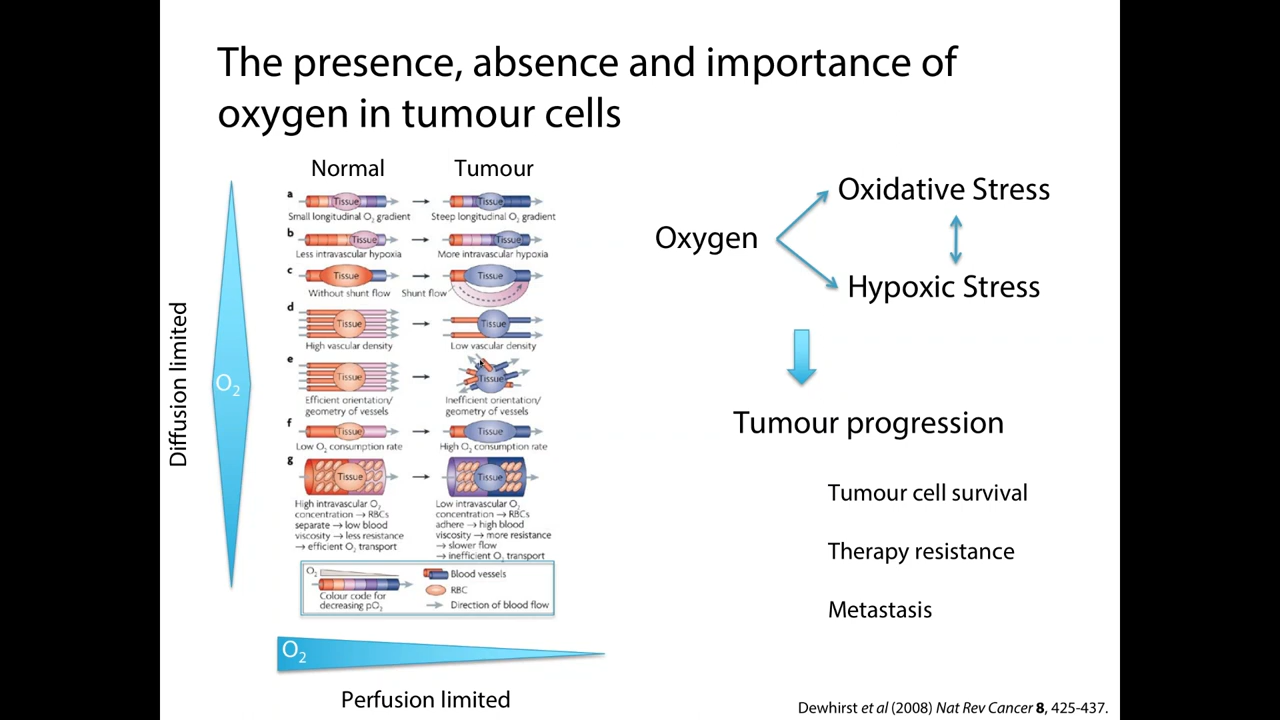 The presence, absence and importance of
oxygen in tumour cells
Normal
Tumour
a
Tissue
Tissue
Small longitudinal O₂ gradient
Steep longitudinal O₂ gradient
b
Tissue
Tissue
Less intravascular hypoxia
More intravascular hypoxia
c
Tissue
Tissue
Without shunt flow
Shunt flow
d
Tissue
Tissue
High vascular density
Low vascular density
e
Tissue
Tissue
Efficient orientation/
geometry of vessels
Inefficient orientation/
geometry of vessels
f
Tissue
Tissue
Low O₂ consumption rate
High O₂ consumption rate
g
Tissue
Tissue
High intravascular O₂
concentration → RBCs
separate → low blood
viscosity → less resistance
→ efficient O₂ transport
Low intravascular O₂
concentration → RBCs
adhere → high blood
viscosity → more resistance
→ slower flow
→ inefficient O₂ transport
O₂
Colour code for
decreasing pO₂
Blood vessels
RBC
Direction of blood flow
Diffusion limited
O₂
O₂
Perfusion limited
Oxygen
Oxidative Stress
Hypoxic Stress
Tumour progression
Tumour cell survival
Therapy resistance
Metastasis
Dewhirst et al (2008) Nat Rev Cancer 8, 425-437.